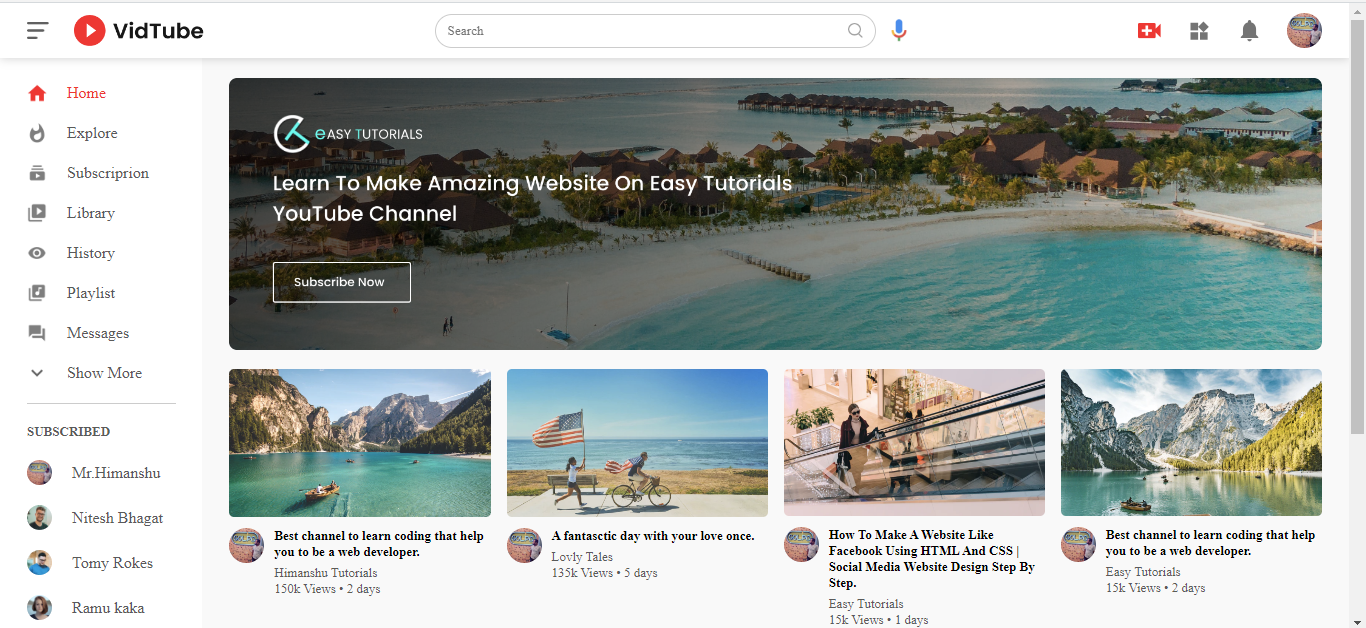 VidTube
Search
Home
Explore
Subscriprion
Library
History
Playlist
Messages
Show More
SUBSCRIBED
Mr.Himanshu
Nitesh Bhagat
Tomy Rokes
Ramu kaka
eASY TUTORIALS
Learn To Make Amazing Website On Easy Tutorials
YouTube Channel
Subscribe Now
Best channel to learn coding that help
you to be a web developer.
Himanshu Tutorials
150k Views • 2 days
A fantasctic day with your love once.
Lovly Tales
135k Views • 5 days
How To Make A Website Like
Facebook Using HTML And CSS |
Social Media Website Design Step By
Step.
Easy Tutorials
15k Views • 1 days
Best channel to learn coding that help
you to be a web developer.
Easy Tutorials
15k Views • 2 days